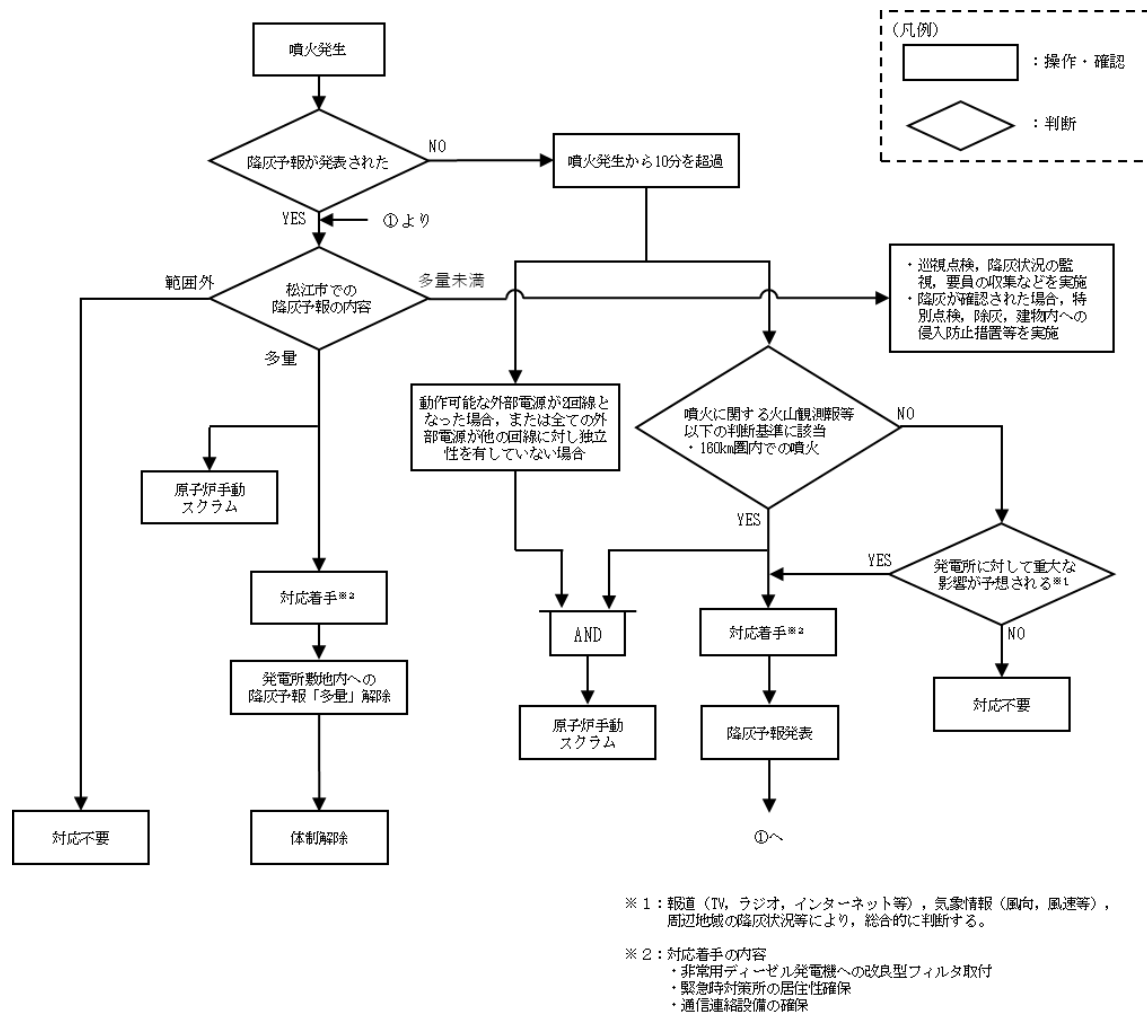 (凡例)
：操作・確認
：判断
噴火発生
降灰予報が発表された
NO
噴火発生から10分を超過
YES
①より
松江市での
降灰予報の内容
範囲外
多量未満
多量
・巡視点検，降灰状況の監
視，要員の収集などを実施
・降灰が確認された場合，特
別点検，除灰，建物内への
侵入防止措置等を実施
動作可能な外部電源が2回線と
なった場合，または全ての外
部電源が他の回線に対し独立
性を有していない場合
噴火に関する火山観測報等
以下の判断基準に該当
・160km圏内での噴火
NO
YES
原子炉手動
スクラム
発電所に対して重大な
影響が予想される※1
YES
NO
対応着手※2
AND
対応着手※2
発電所敷地内への
降灰予報「多量」解除
原子炉手動
スクラム
降灰予報発表
対応不要
対応不要
体制解除
①へ
※1：報道（TV，ラジオ，インターネット等），気象情報（風向，風速等），
周辺地域の降灰状況等により，総合的に判断する。
※2：対応着手の内容
・非常用ディーゼル発電機への改良型フィルタ取付
・緊急時対策所の居住性確保
・通信連絡設備の確保